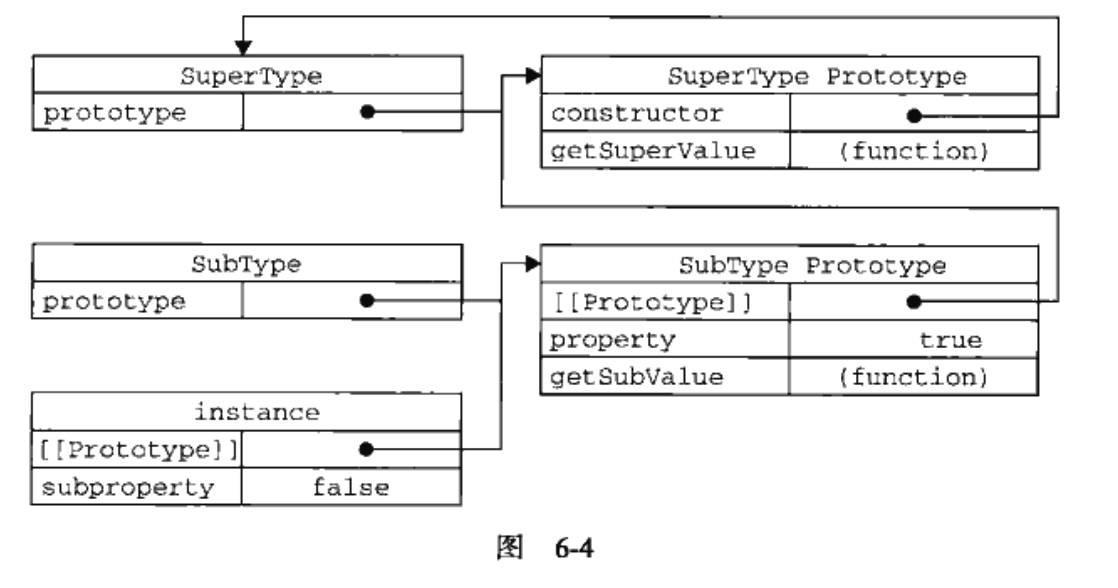 SuperType
prototype
SuperType Prototype
constructor
getSuperValue (function)
SubType
prototype
SubType Prototype
[[Prototype]]
property true
getSubValue (function)
instance
[[Prototype]]
subproperty false
图 6-4